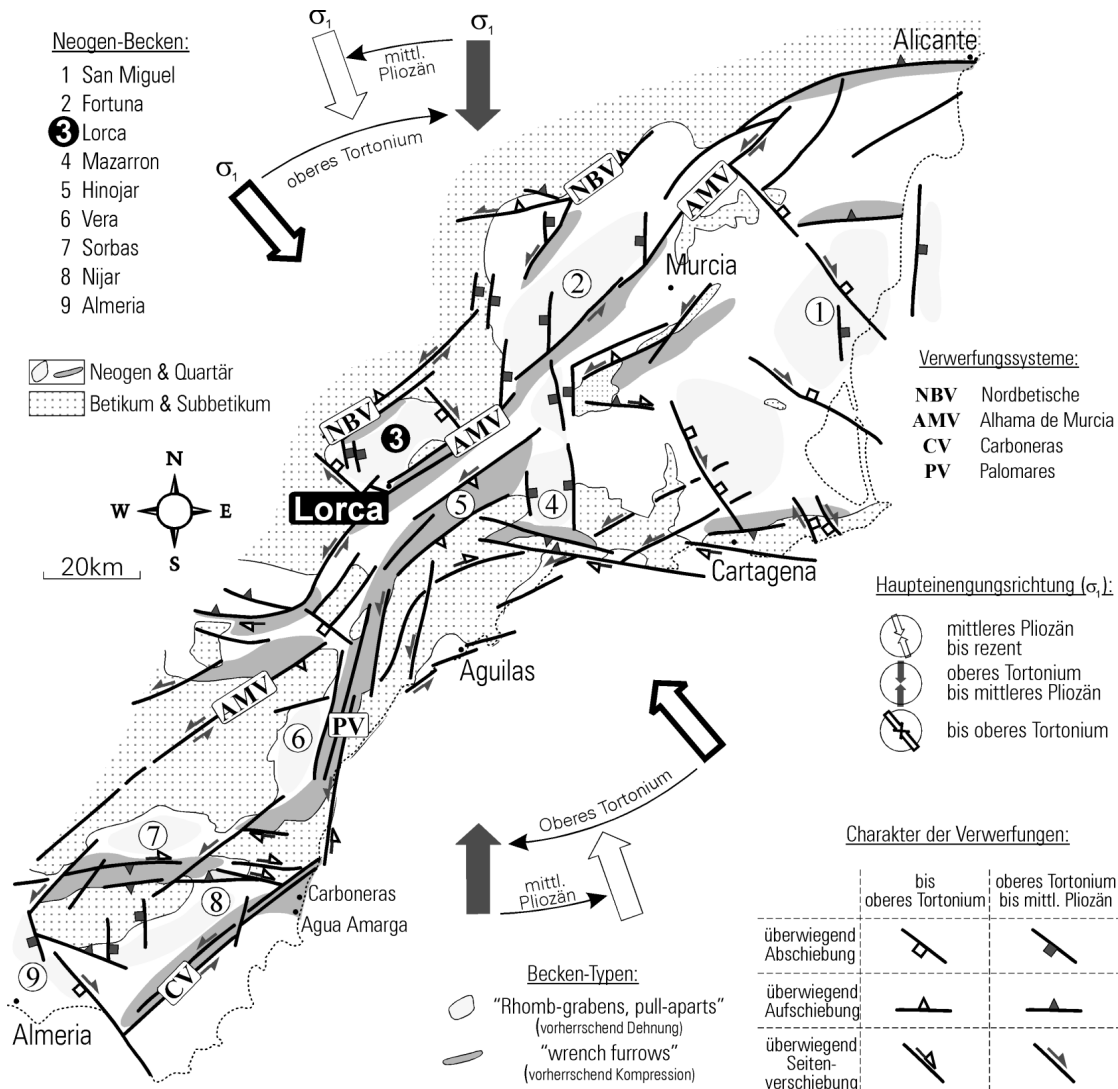 Neogen-Becken:
1 San Miguel
2 Fortuna
3 Lorca
4 Mazarron
5 Hinojar
6 Vera
7 Sorbas
8 Nijar
9 Almeria
Neogen & Quartär
Betikum & Subbetikum
N
W E
S
20km
σ1
σ1
mittl.
Pliozän
oberes Tortonium
σ1
Alicante
NBV
AMV
Murcia
2
1
NBV
3
AMV
Lorca
5
4
Cartagena
Aguilas
AMV
6
PV
7
8
Carboneras
Agua Amarga
9
CV
Almeria
Oberes Tortonium
mittl.
Pliozän
Verwerfungssysteme:
NBV Nordbetische
AMV Alhama de Murcia
CV Carboneras
PV Palomares
Haupteinengungsrichtung (σ1):
mittleres Pliozän
bis rezent
oberes Tortonium
bis mittleres Pliozän
bis oberes Tortonium
Becken-Typen:
"Rhomb-grabens, pull-aparts"
(vorherrschend Dehnung)
"wrench furrows"
(vorherrschend Kompression)
Charakter der Verwerfungen:
bis
oberes Tortonium
oberes Tortonium
bis mittl. Pliozän
überwiegend
Abschiebung
überwiegend
Aufschiebung
überwiegend
Seiten-
verschiebung